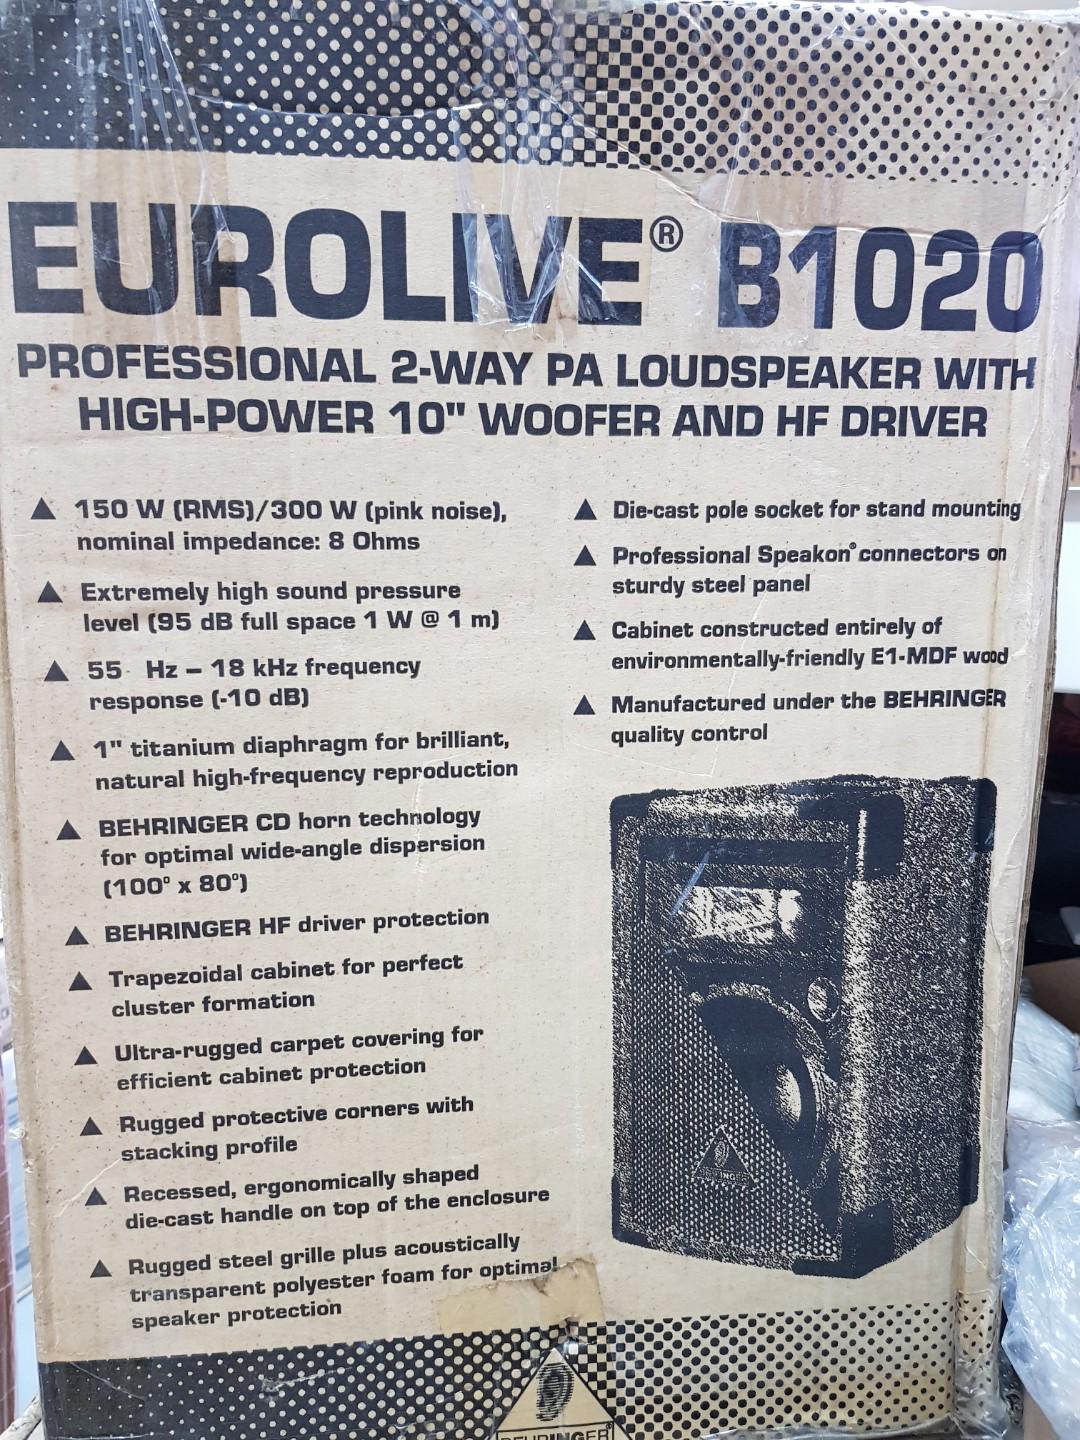 EUROLIVE® B1020
PROFESSIONAL 2-WAY PA LOUDSPEAKER WITH
HIGH-POWER 10" WOOFER AND HF DRIVER
▲ 150 W (RMS)/300 W (pink noise),
nominal impedance: 8 Ohms
▲ Extremely high sound pressure
level (95 dB full space 1 W @ 1 m)
▲ 55 Hz – 18 kHz frequency
response (-10 dB)
▲ 1" titanium diaphragm for brilliant,
natural high-frequency reproduction
▲ BEHRINGER CD horn technology
for optimal wide-angle dispersion
(100° x 80°)
▲ BEHRINGER HF driver protection
▲ Trapezoidal cabinet for perfect
cluster formation
▲ Ultra-rugged carpet covering for
efficient cabinet protection
▲ Rugged protective corners with
stacking profile
▲ Recessed, ergonomically shaped
die-cast handle on top of the enclosure
▲ Rugged steel grille plus acoustically
transparent polyester foam for optimal
speaker protection
▲ Die-cast pole socket for stand mounting
▲ Professional Speakon® connectors on
sturdy steel panel
▲ Cabinet constructed entirely of
environmentally-friendly E1-MDF wood
▲ Manufactured under the BEHRINGER
quality control
BEHRINGER
BEHRINGER®